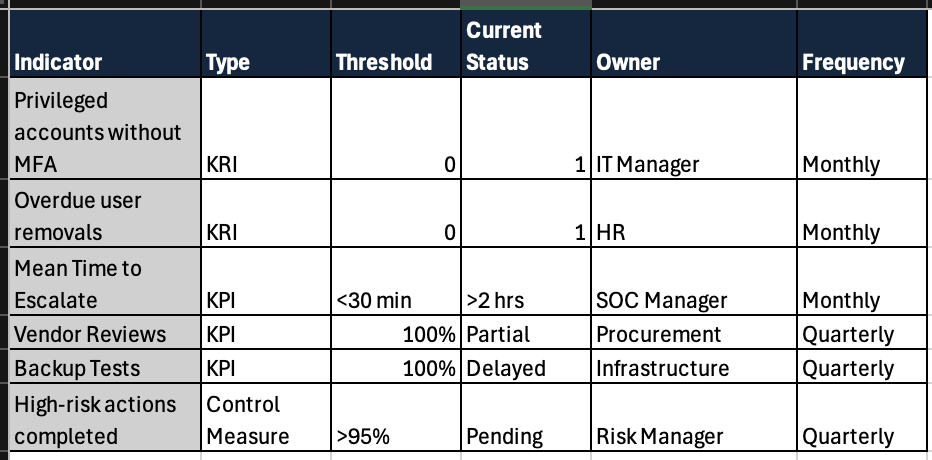 Indicator Type Threshold Current Status Owner Frequency
Privileged accounts without MFA KRI 0 1 IT Manager Monthly
Overdue user removals KRI 0 1 HR Monthly
Mean Time to Escalate KPI <30 min >2 hrs SOC Manager Monthly
Vendor Reviews KPI 100% Partial Procurement Quarterly
Backup Tests KPI 100% Delayed Infrastructure Quarterly
High-risk actions completed Control Measure >95% Pending Risk Manager Quarterly